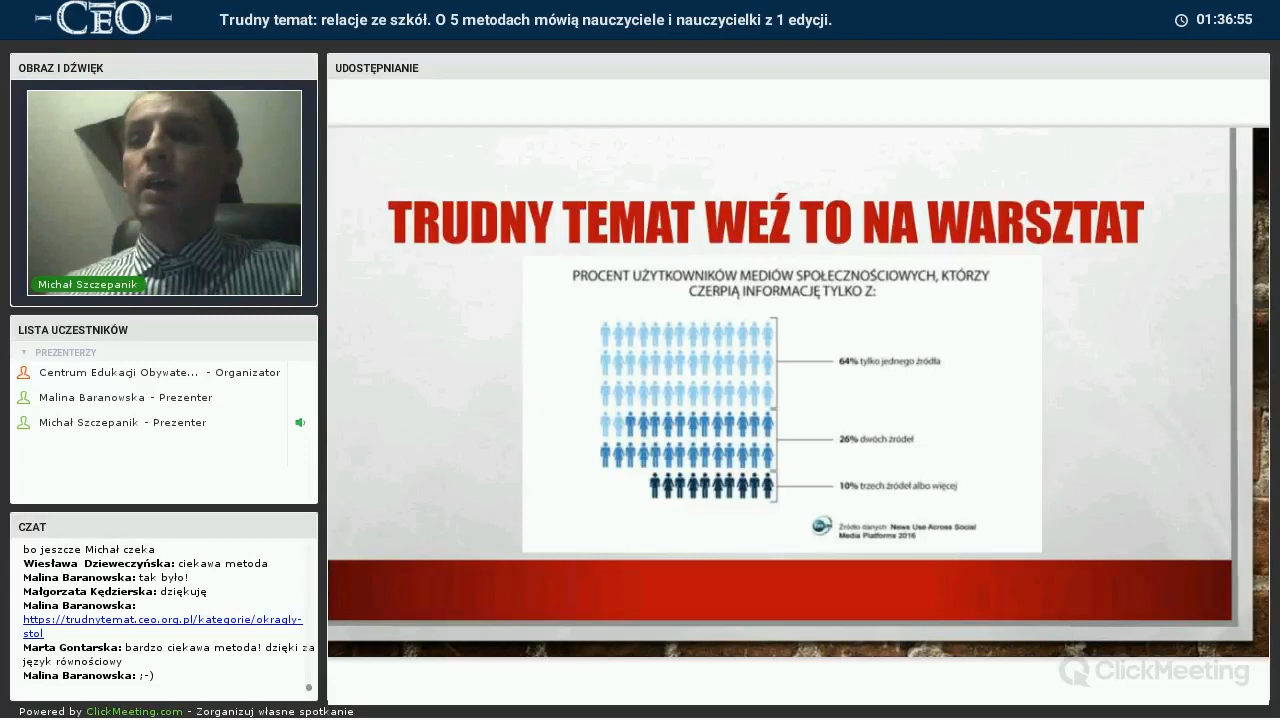 CEO
Trudny temat: relacje ze szkół. O 5 metodach mówią nauczyciele i nauczycielki z 1 edycji.
01:36:55
OBRAZ I DŹWIĘK
Michał Szczepanik
LISTA UCZESTNIKÓW
PREZENTERZY
Centrum Edukacji Obywate... - Organizator
Malina Baranowska - Prezenter
Michał Szczepanik - Prezenter
CZAT
bo jeszcze Michał czeka
Wiesława Dzieweczyńska: ciekawa metoda
Malina Baranowska: tak było!
Małgorzata Kędzierska: dziękuję
Malina Baranowska:
https://trudnytemat.ceo.org.pl/kategorie/okragly-
stol
Marta Gontarska: bardzo ciekawa metoda! dzięki za
język równościowy
Malina Baranowska: ;-)
UDOSTĘPNIANIE
TRUDNY TEMAT WEŹ TO NA WARSZTAT
PROCENT UŻYTKOWNIKÓW MEDIÓW SPOŁECZNOŚCIOWYCH, KTÓRZY
CZERPIĄ INFORMACJĘ TYLKO Z:
64% tylko jednego źródła
26% dwóch źródeł
10% trzech źródeł albo więcej
Źródło danych: News Use Across Social
Media Platforms 2016
ClickMeeting
Powered by ClickMeeting.com - Zorganizuj własne spotkanie